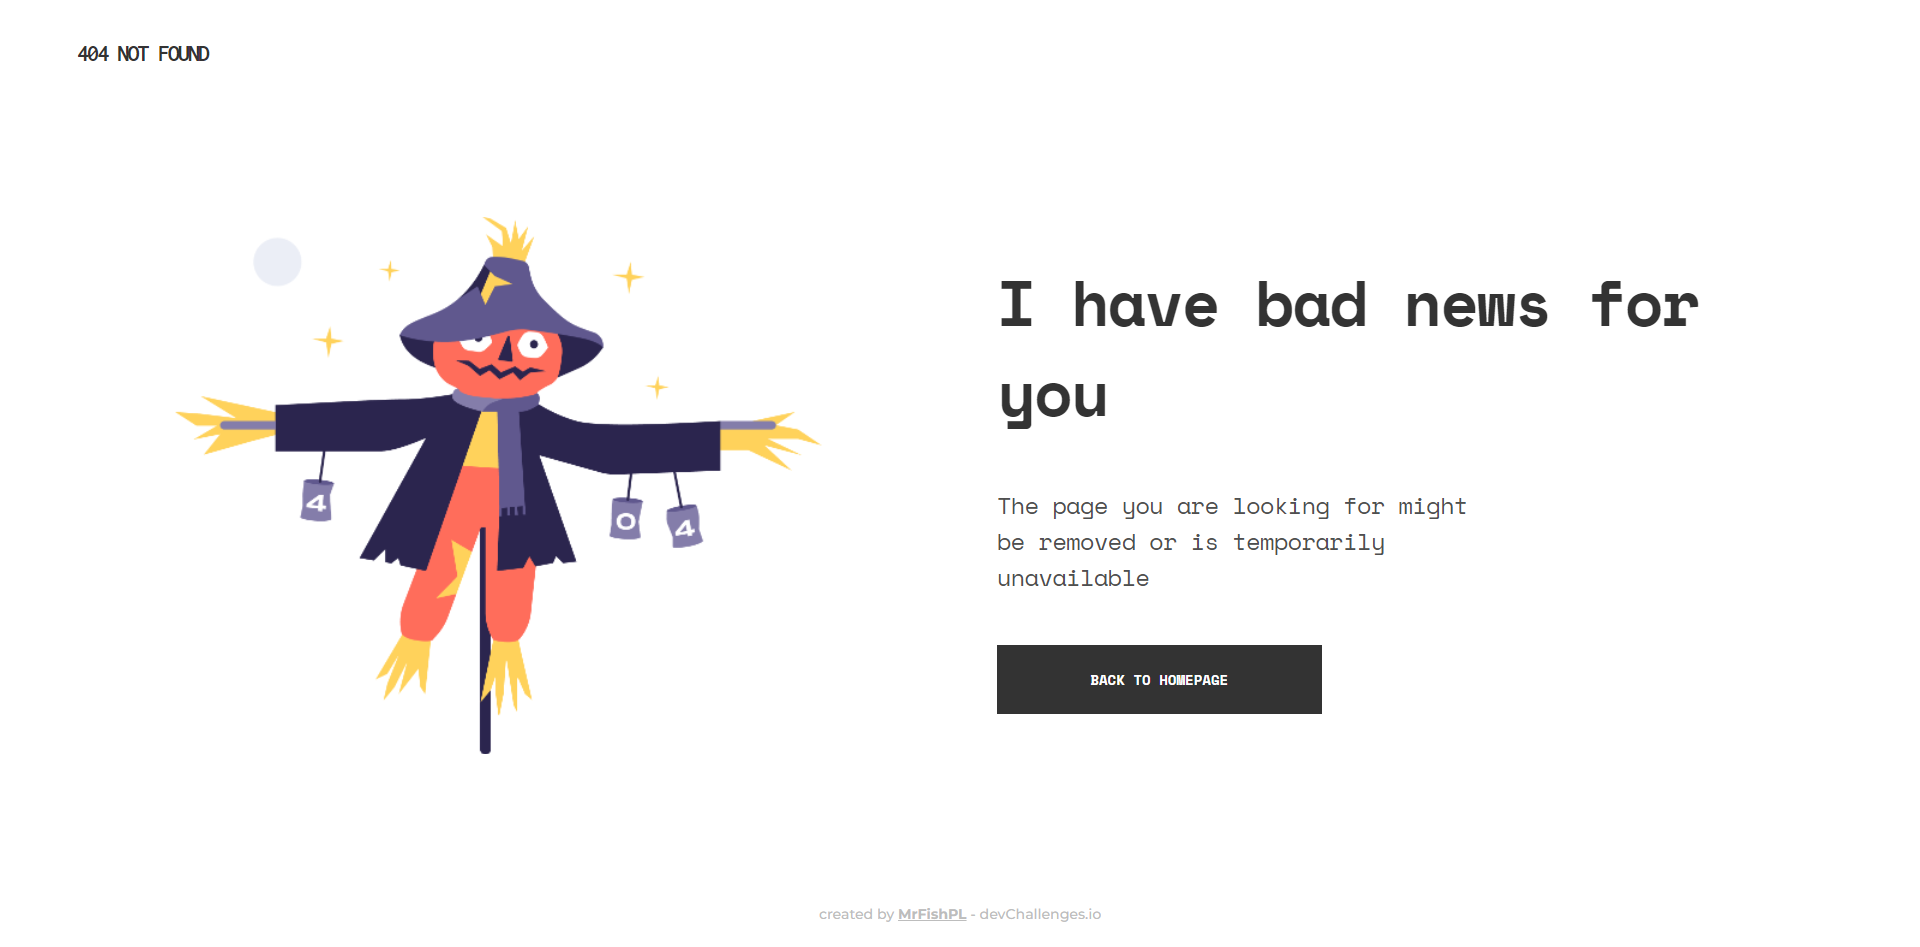 404 NOT FOUND
4
0
4
I have bad news for
you
The page you are looking for might
be removed or is temporarily
unavailable
BACK TO HOMEPAGE
created by MrFishPL - devChallenges.io